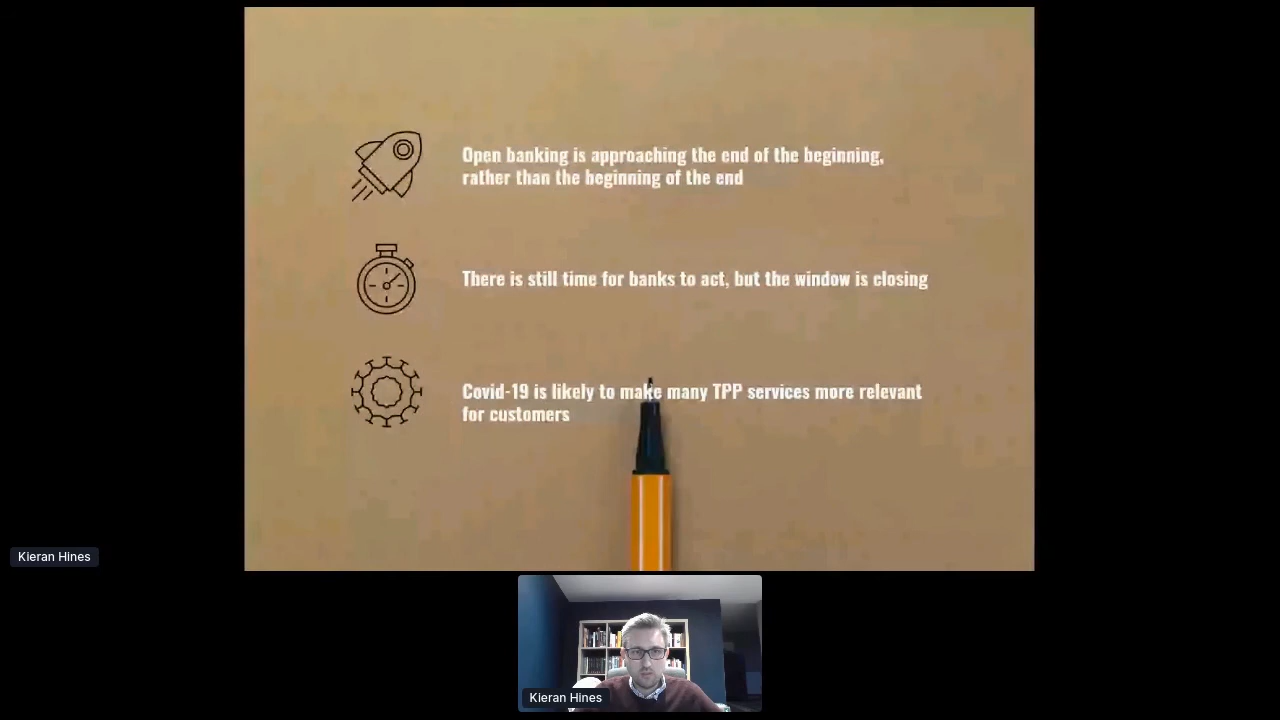 Open banking is approaching the end of the beginning,
rather than the beginning of the end
There is still time for banks to act, but the window is closing
Covid-19 is likely to make many TPP services more relevant
for customers
Kieran Hines
Kieran Hines